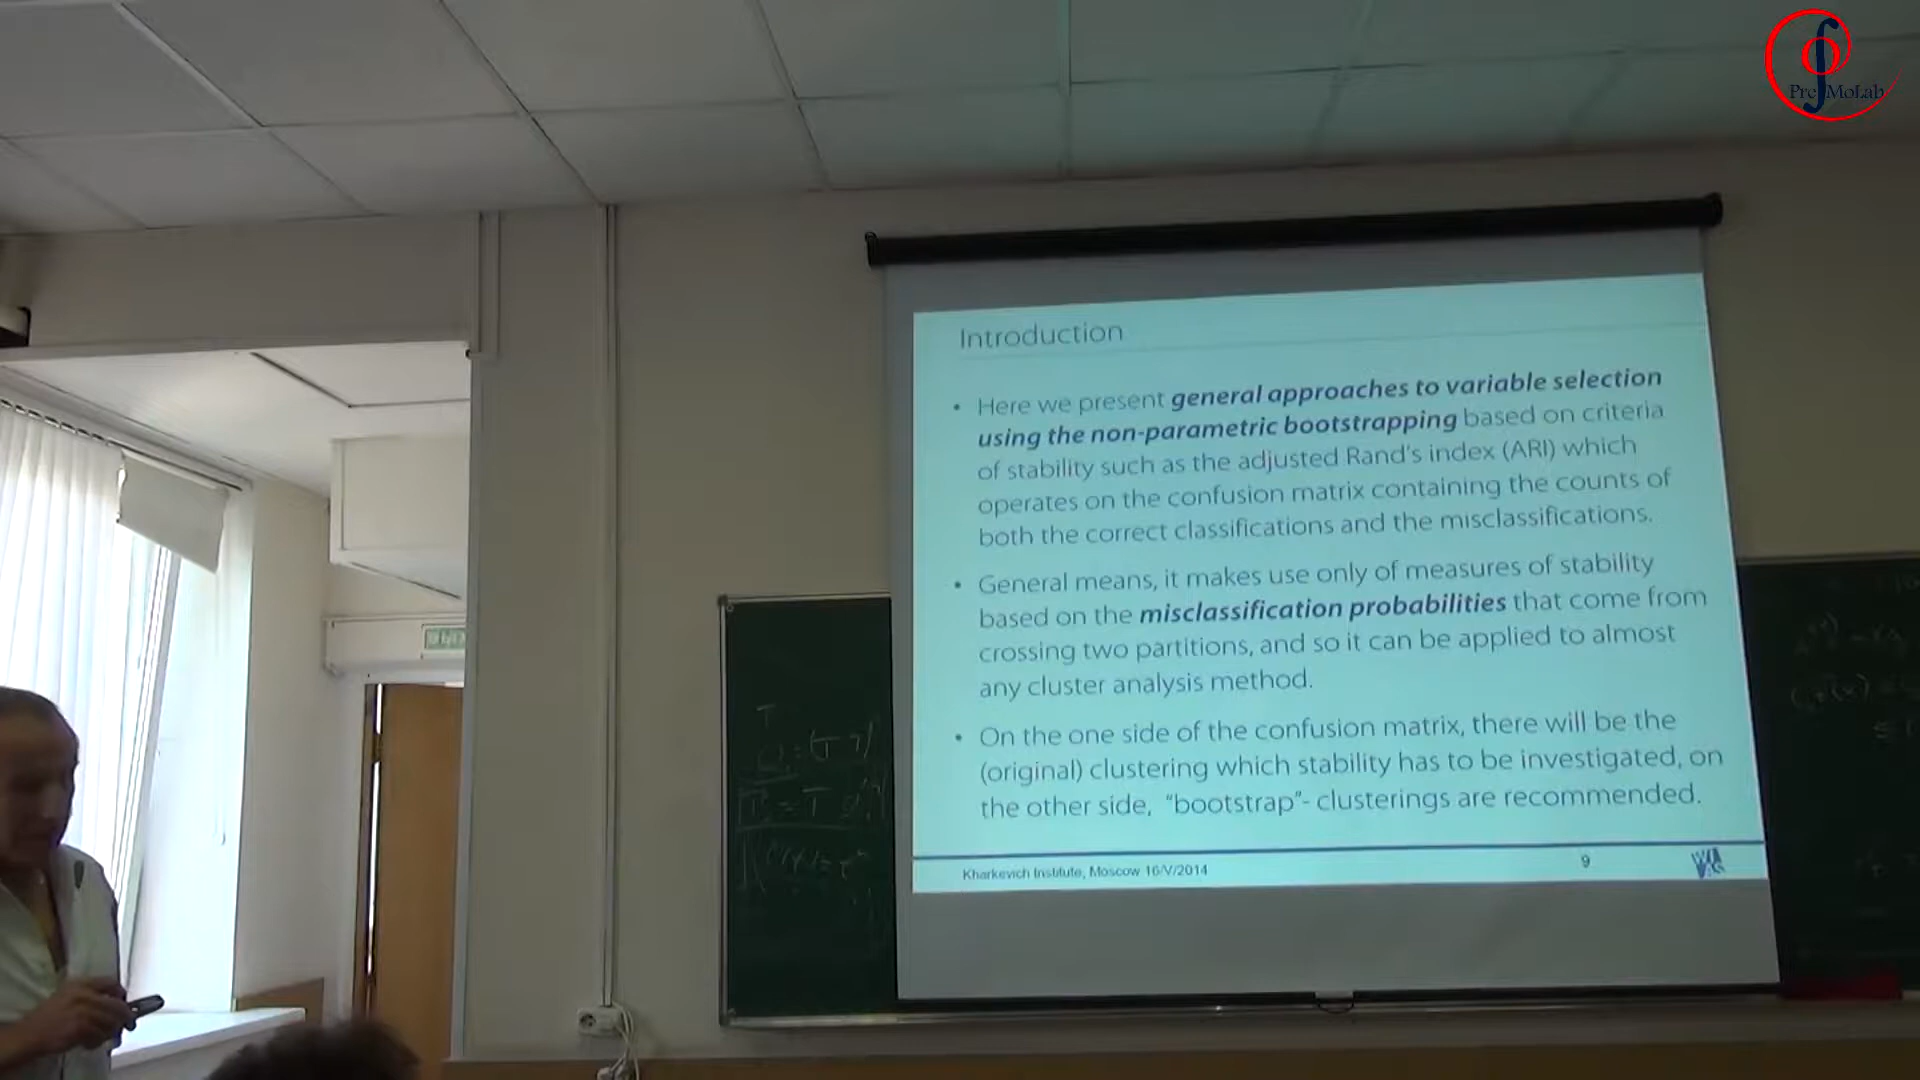 PreMoLab
Introduction
• Here we present general approaches to variable selection
using the non-parametric bootstrapping based on criteria
of stability such as the adjusted Rand's index (ARI) which
operates on the confusion matrix containing the counts of
both the correct classifications and the misclassifications.
• General means, it makes use only of measures of stability
based on the misclassification probabilities that come from
crossing two partitions, and so it can be applied to almost
any cluster analysis method.
• On the one side of the confusion matrix, there will be the
(original) clustering which stability has to be investigated, on
the other side, "bootstrap"- clusterings are recommended.
Kharkevich Institute, Moscow 16/V/2014
9